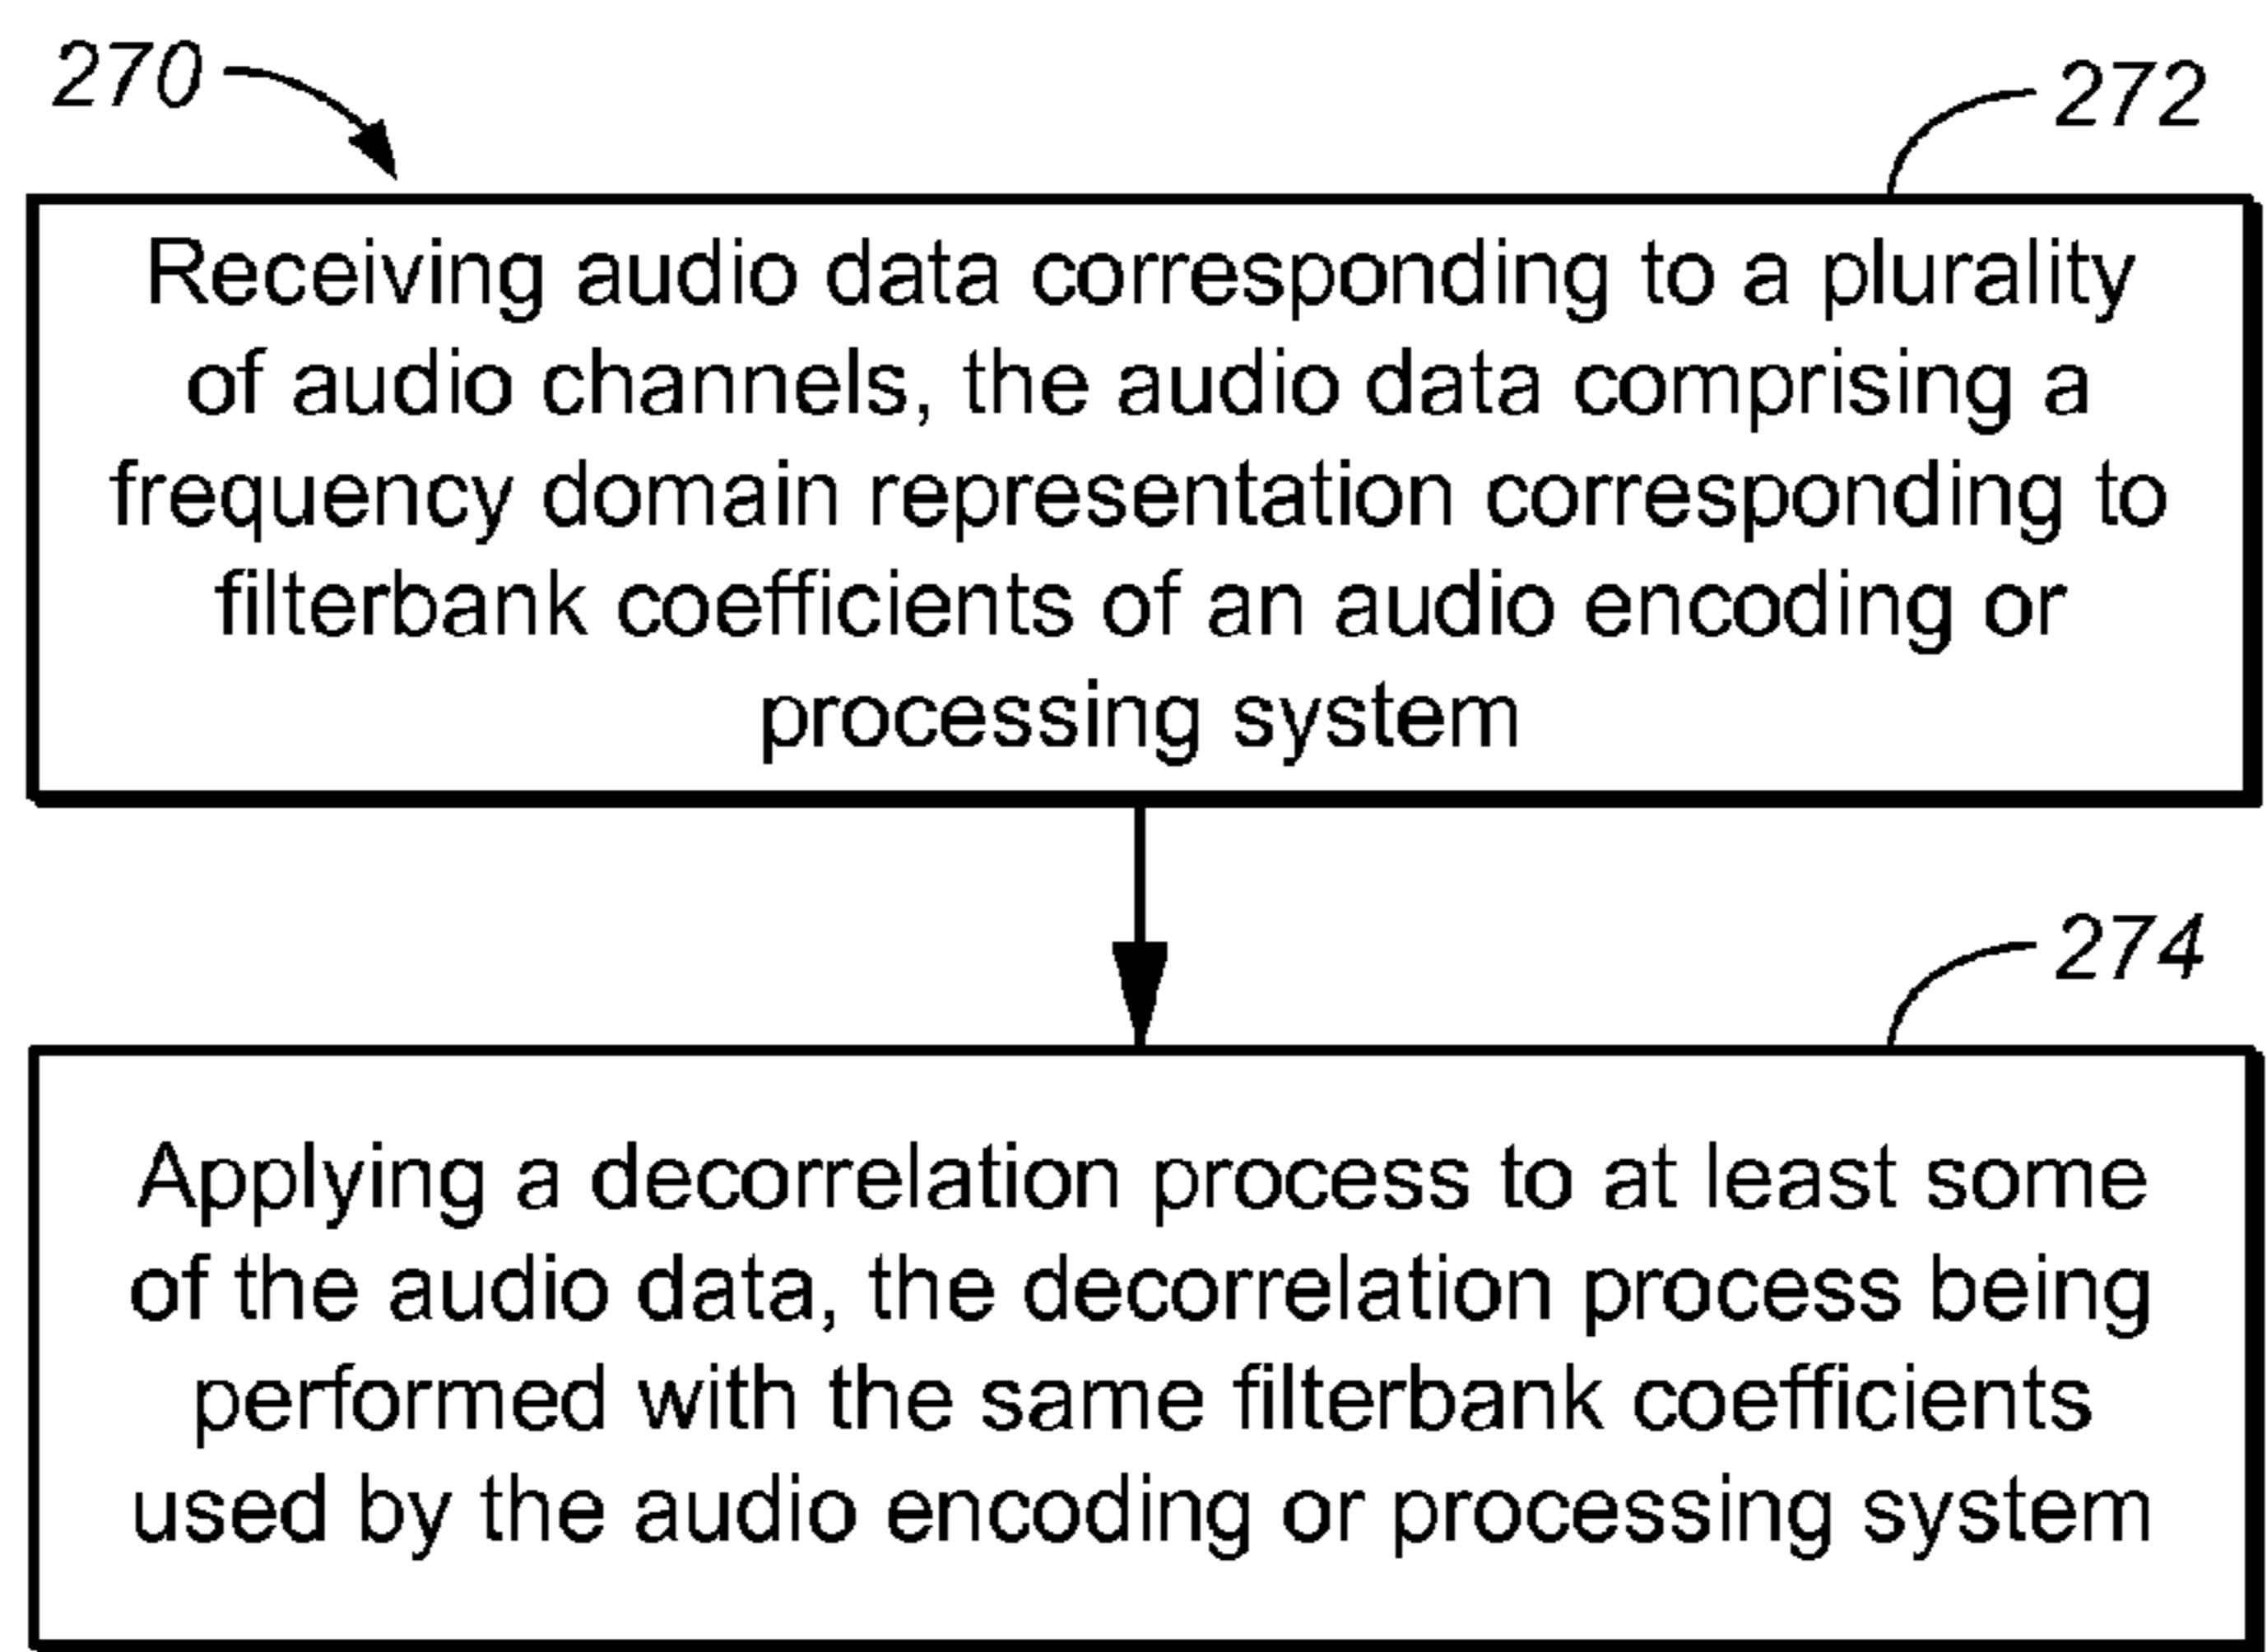 270
272
Receiving audio data corresponding to a plurality
of audio channels, the audio data comprising a
frequency domain representation corresponding to
filterbank coefficients of an audio encoding or
processing system
274
Applying a decorrelation process to at least some
of the audio data, the decorrelation process being
performed with the same filterbank coefficients
used by the audio encoding or processing system